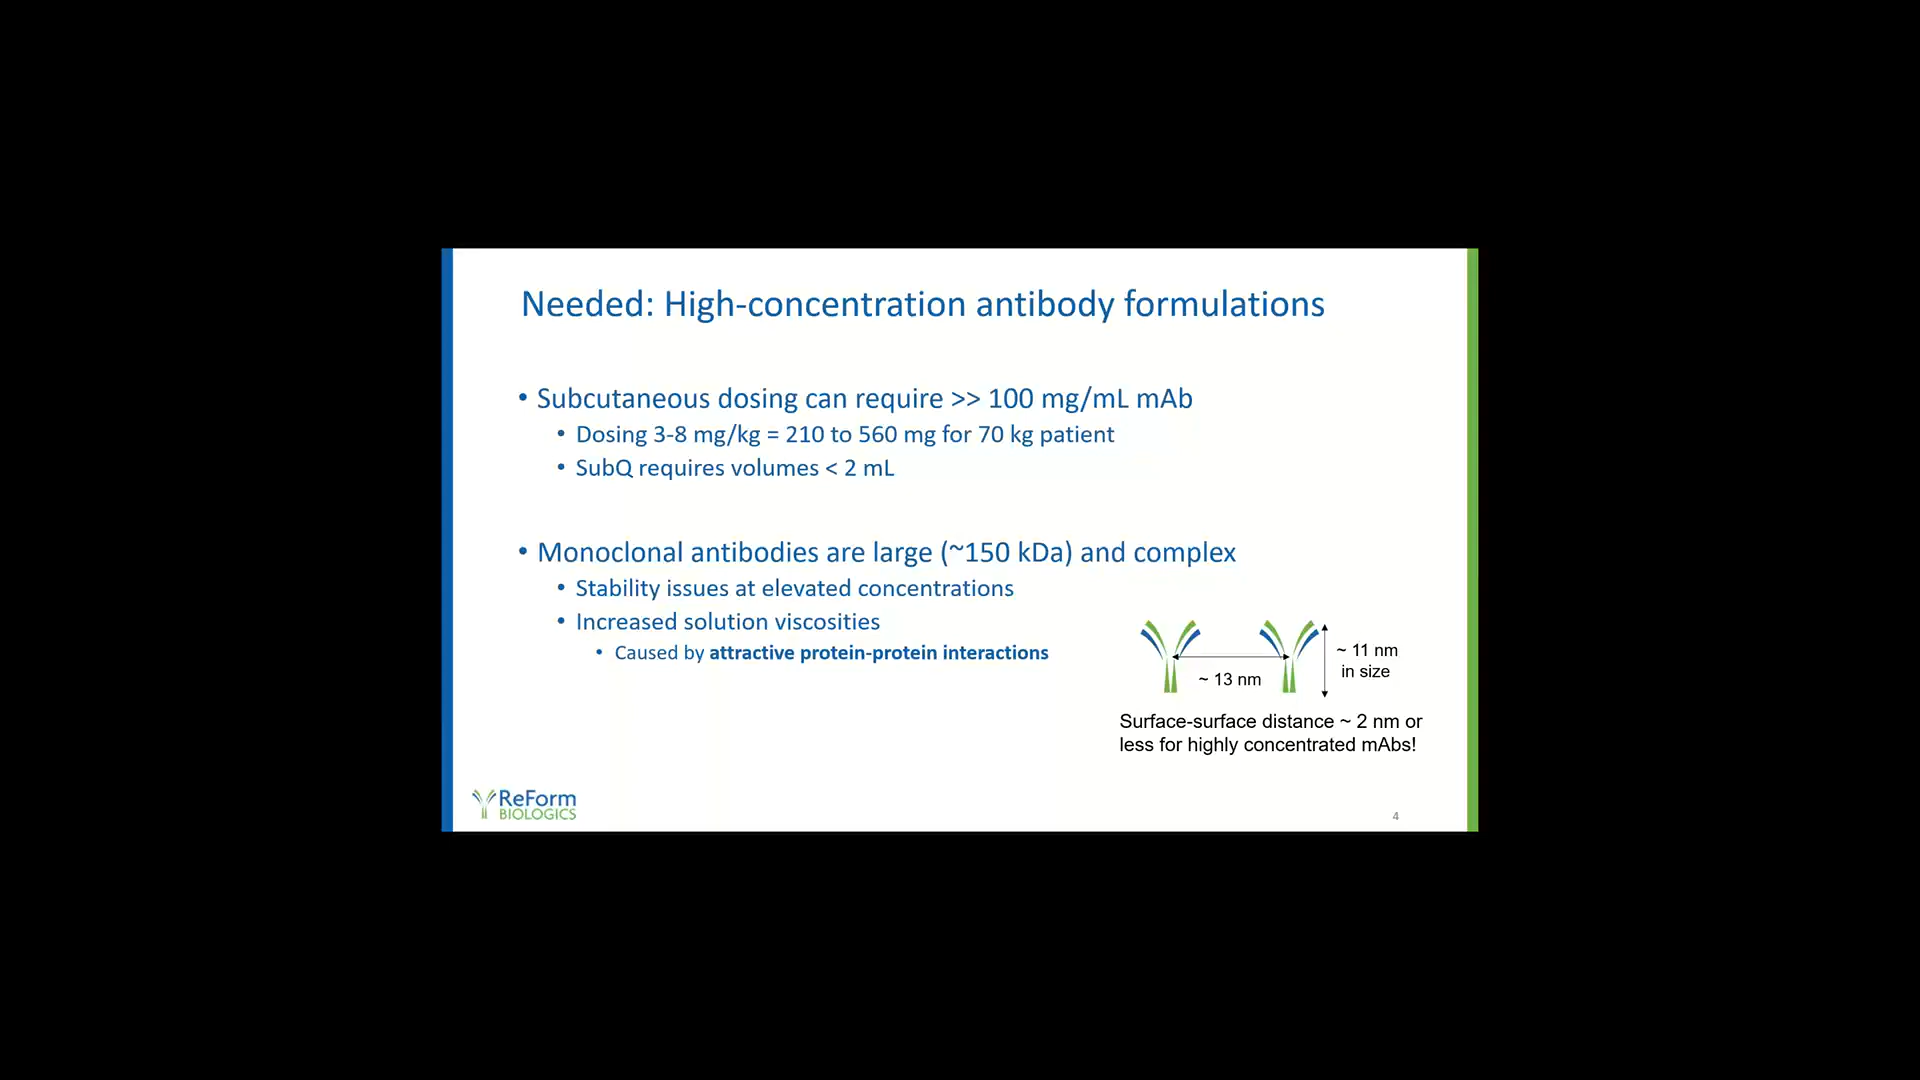 Needed: High-concentration antibody formulations
• Subcutaneous dosing can require >> 100 mg/mL mAb
• Dosing 3-8 mg/kg = 210 to 560 mg for 70 kg patient
• SubQ requires volumes < 2 mL
• Monoclonal antibodies are large (~150 kDa) and complex
• Stability issues at elevated concentrations
• Increased solution viscosities
• Caused by attractive protein-protein interactions
~ 11 nm
in size
~ 13 nm
Surface-surface distance ~ 2 nm or
less for highly concentrated mAbs!
ReForm
BIOLOGICS
4